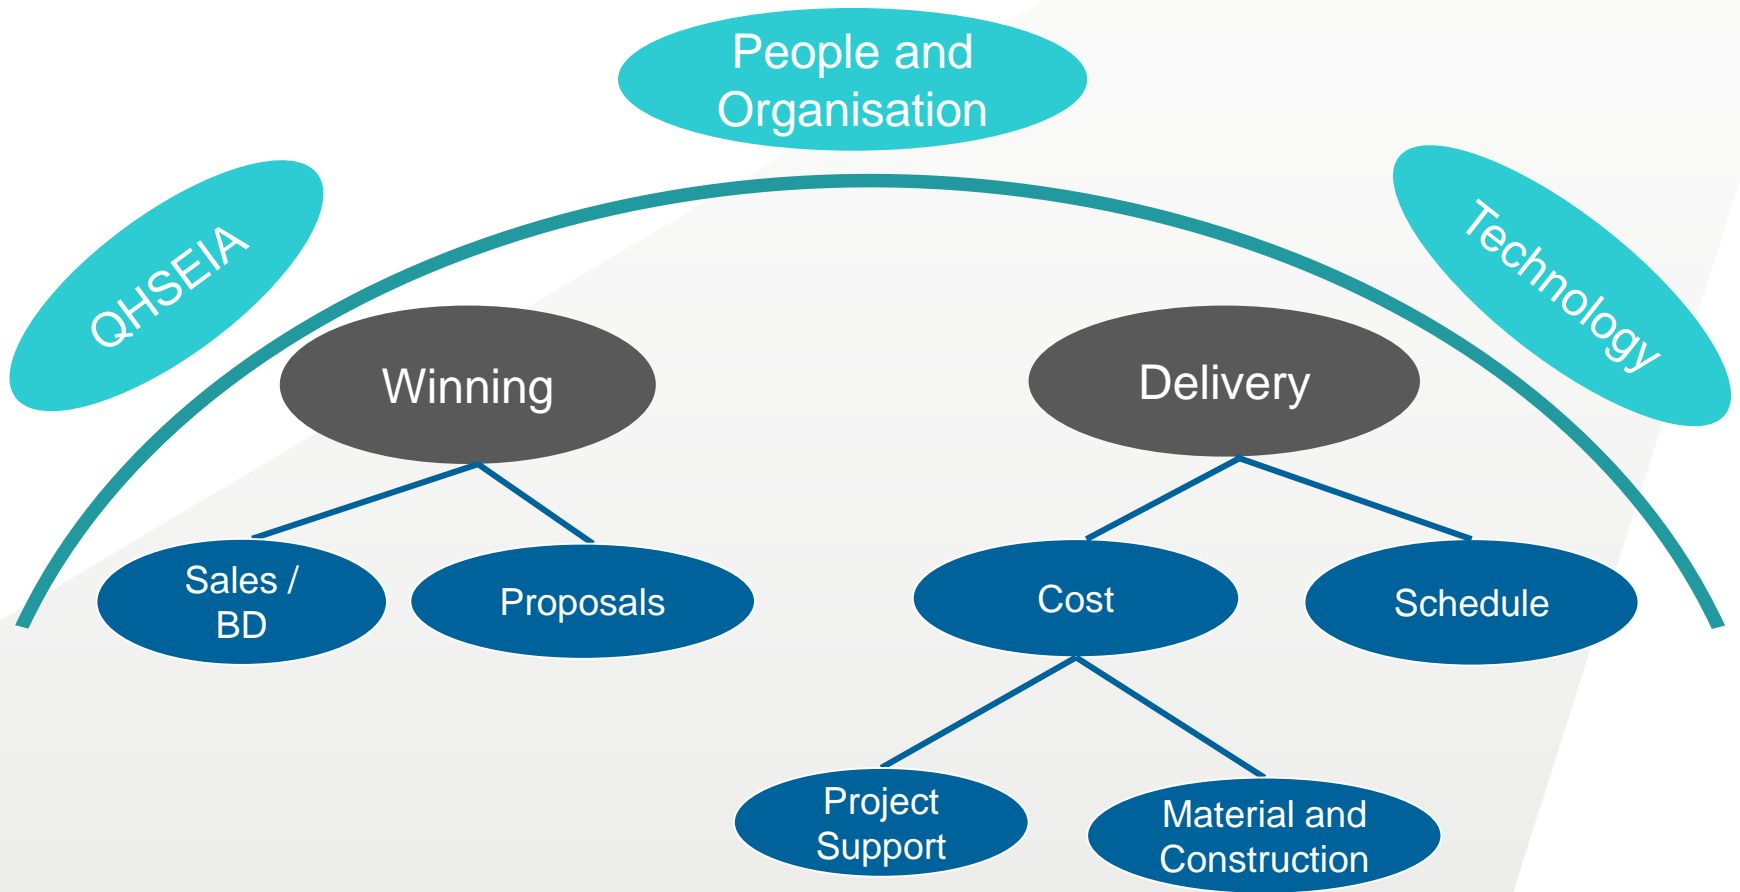 People and
Organisation
QHSEIA
Technology
Winning
Delivery
Sales /
BD
Proposals
Cost
Schedule
Project
Support
Material and
Construction